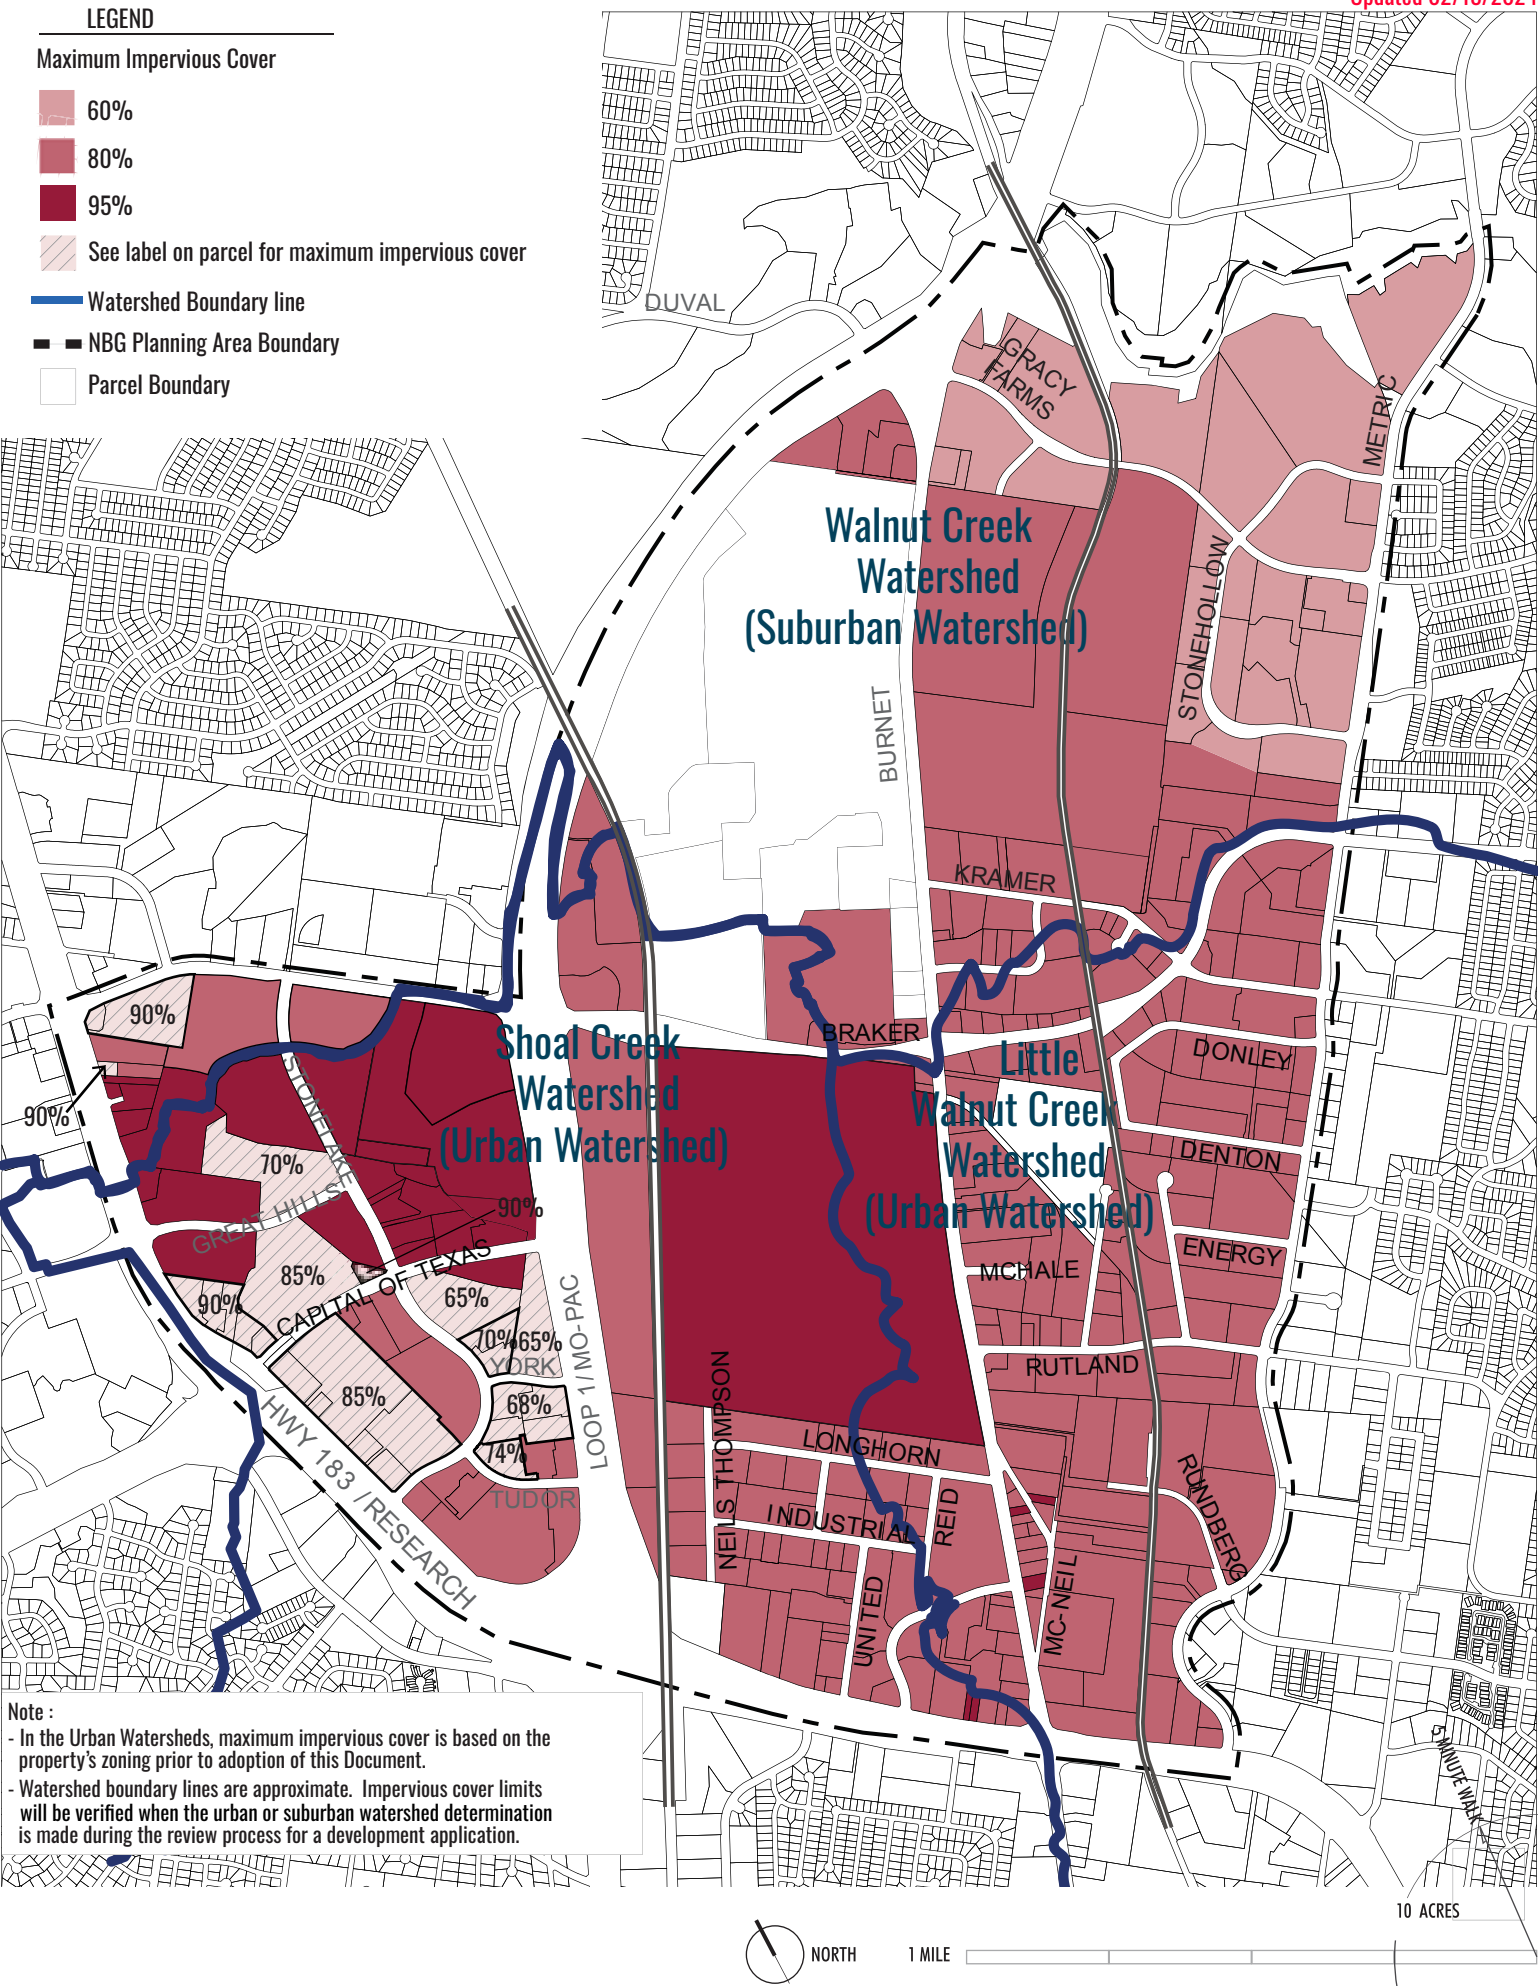 LEGEND
Maximum Impervious Cover
60%
80%
95%
See label on parcel for maximum impervious cover
Watershed Boundary line
NBG Planning Area Boundary
Parcel Boundary
DUVAL
GRACY
FARMS
METRIC
Walnut Creek
Watershed
(Suburban Watershed)
STONEHOLLOW
BURNET
KRAMER
90%
BRAKER
Shoal Creek
Watershed
(Urban Watershed)
Little
Walnut Creek
Watershed
(Urban Watershed)
DONLEY
STONELAKE
90%
70%
DENTON
90%
GREAT HILLS
ENERGY
CAPITAL OF TEXAS
MCHALE
85%
90%
65%
70%
65%
YORK
LOOP 1/ MO-PAC
RUTLAND
85%
68%
NEILS THOMPSON
HWY 183 /RESEARCH
74%
LONGHORN
TUDOR
INDUSTRIAL
REID
RUNDBERG
UNITED
MC-NEIL
Note :
- In the Urban Watersheds, maximum impervious cover is based on the
property's zoning prior to adoption of this Document.
- Watershed boundary lines are approximate. Impervious cover limits
will be verified when the urban or suburban watershed determination
is made during the review process for a development application.
5 MINUTE WALK
10 ACRES
NORTH
1 MILE